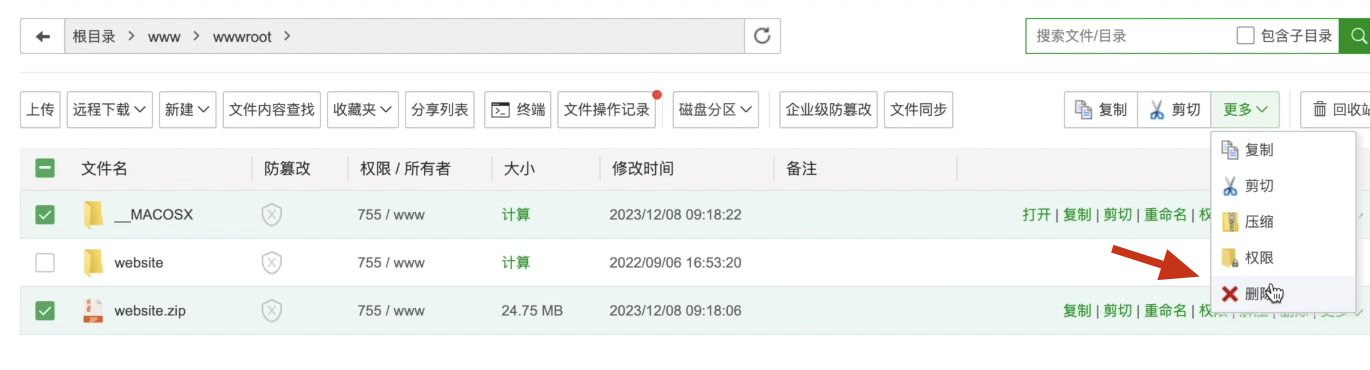 根目录 > www > wwwroot >
搜索文件/目录 包含子目录
上传 远程下载 新建 文件内容查找 收藏夹 分享列表 终端 文件操作记录 磁盘分区 企业级防篡改 文件同步 复制 剪切 更多 回收站
文件名 防篡改 权限 / 所有者 大小 修改时间 备注
__MACOSX 755 / www 计算 2023/12/08 09:18:22 打开 | 复制 | 剪切 | 重命名 | 权
website 755 / www 计算 2022/09/06 16:53:20
website.zip 755 / www 24.75 MB 2023/12/08 09:18:06 复制 | 剪切 | 重命名 |
复制
剪切
压缩
权限
删除